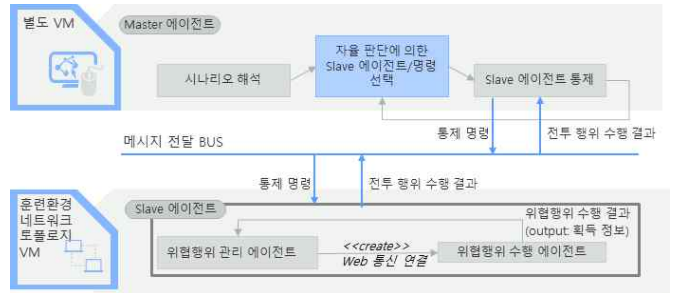 별도 VM
Master 에이전트
시나리오 해석
자율 판단에 의한
Slave 에이전트/명령
선택
Slave 에이전트 통제
메시지 전달 BUS
통제 명령
전투 행위 수행 결과
통제 명령
전투 행위 수행 결과
훈련환경
네트워크
토폴로지
VM
Slave 에이전트
위협행위 수행 결과
(output: 획득 정보)
위협행위 관리 에이전트
<<create>>
Web 통신 연결
위협행위 수행 에이전트